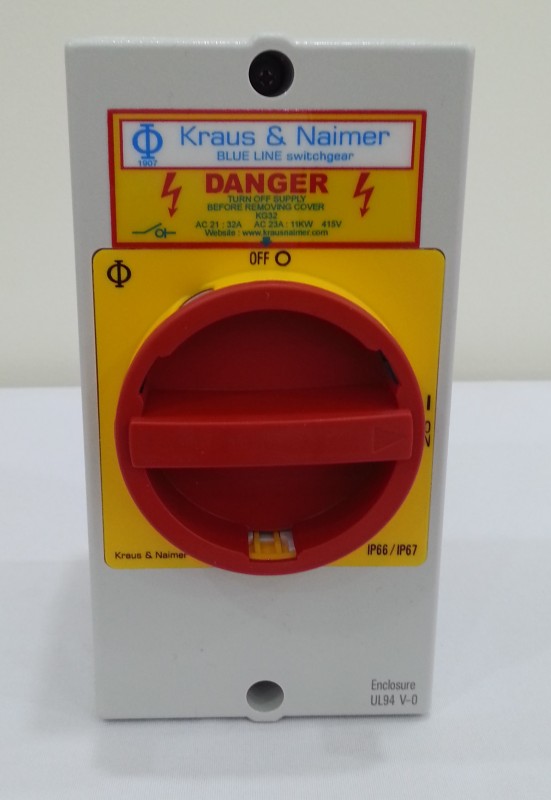 Kraus & Naimer
BLUE LINE switchgear
1907
DANGER
TURN OFF SUPPLY
BEFORE REMOVING COVER
KG32
AC 21 : 32A AC 23A : 11KW 415V
Website : www.krausnaimer.com
OFF
ON
Kraus & Naimer
IP66/IP67
Enclosure
UL94 V-0